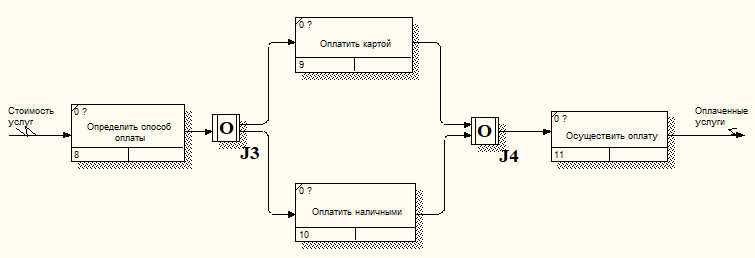 Стоимость
услуг
0 ?
Определить способ
оплаты
8
O
J3
0 ?
Оплатить картой
9
0 ?
Оплатить наличными
10
O
J4
0 ?
Осуществить оплату
11
Оплаченные
услуги